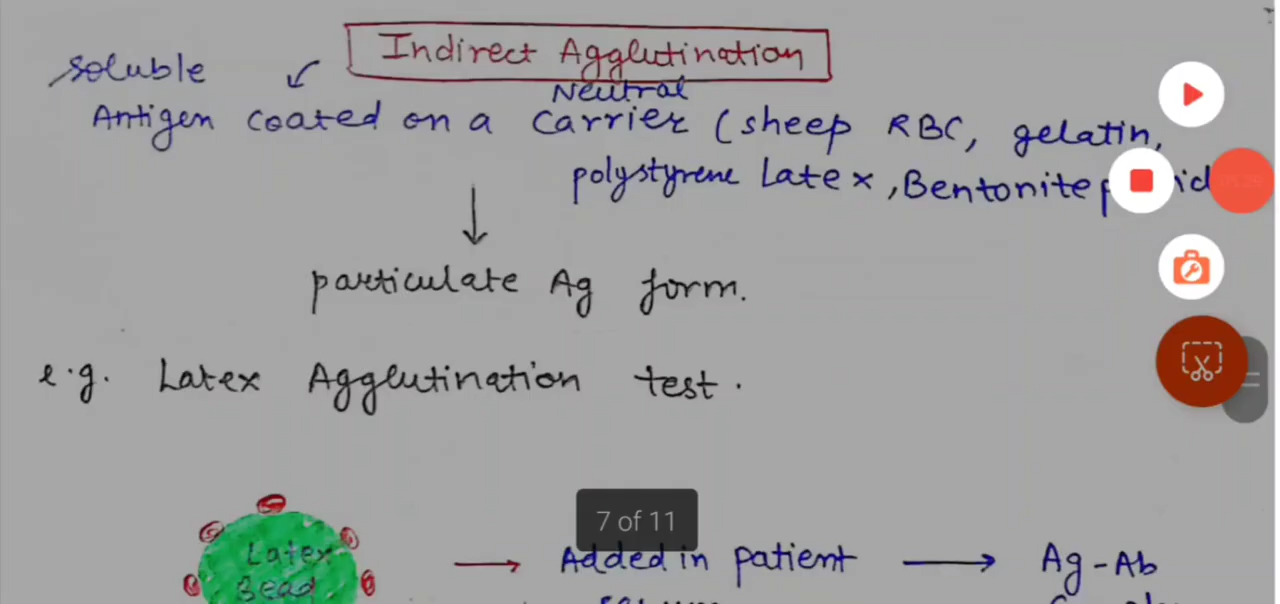 Indirect Agglutination
soluble
Neutral
Antigen coated on a carrier (sheep RBC, gelatin,
polystyrene Latex, Bentonite
particulate Ag form.
e.g. Latex Agglutination test.
7 of 11
Latex
Bead
Added in patient
Ag-Ab